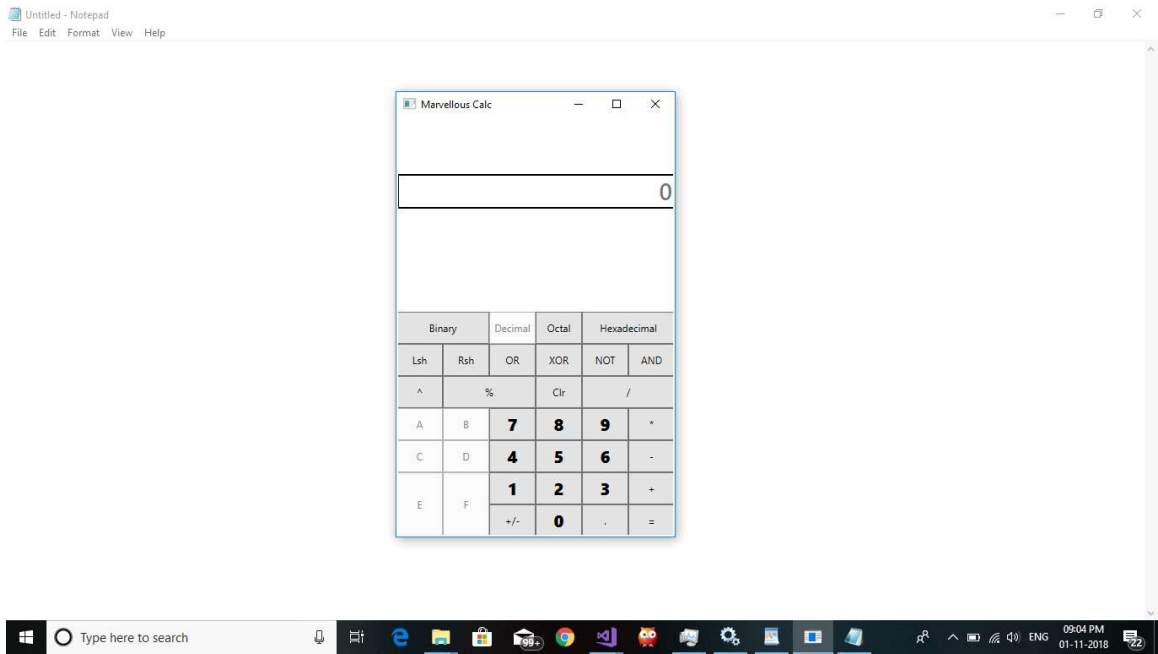 Untitled - Notepad
File Edit Format View Help
Marvellous Calc
0
Binary Decimal Octal Hexadecimal
Lsh Rsh OR XOR NOT AND
^ % Clr /
A B 7 8 9 *
C D 4 5 6 -
E F 1 2 3 +
+/- 0 . =
Type here to search
99+
ENG
09:04 PM
01-11-2018
22